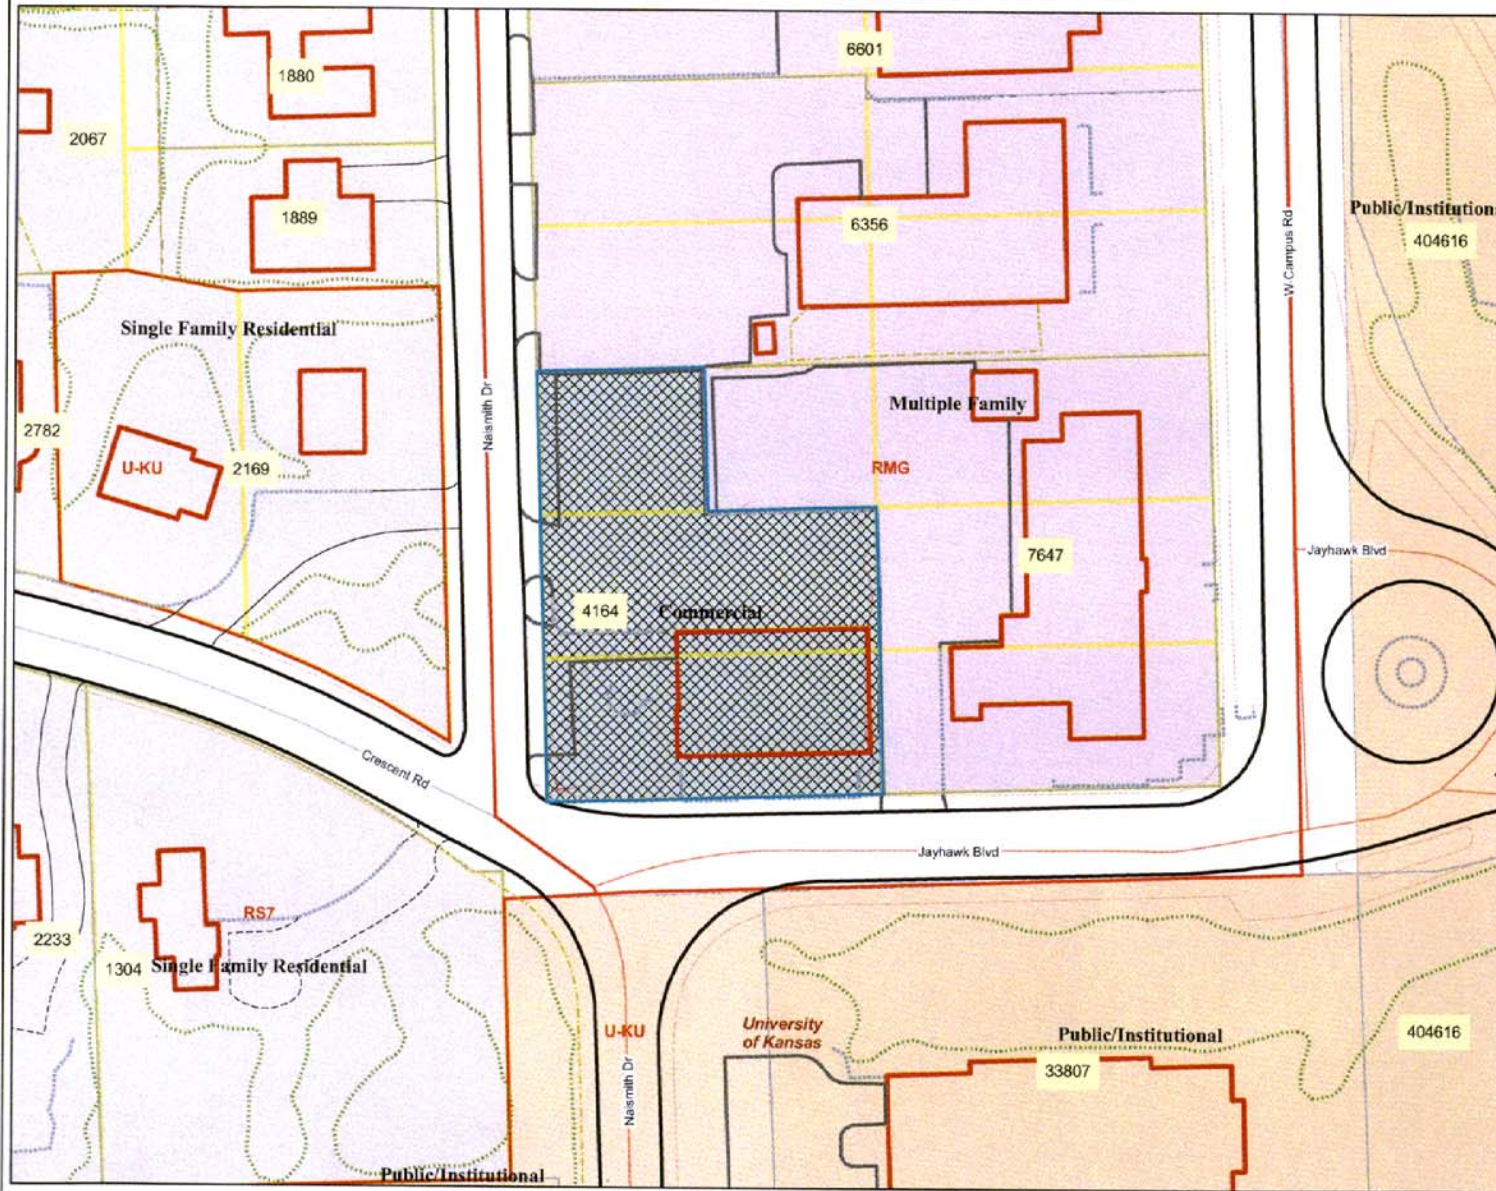 6601
1880
2067
Public/Institution
1889
6356
404616
W Campus Rd
Single Family Residential
Naismith Dr
Multiple Family
2782
U-KU
2169
RMG
7647
Jayhawk Blvd
4164
Commercial
Crescent Rd
Jayhawk Blvd
RS7
2233
1304
Single Family Residential
University
of Kansas
U-KU
Public/Institutional
404616
33807
Naismith Dr
Public/Institutional